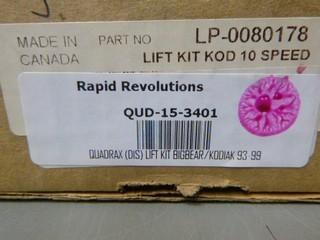 MADE IN CANADA
PART NO LP-0080178
LIFT KIT KOD 10 SPEED
Rapid Revolutions
QUD-15-3401
QUADRAX (DIS) LIFT KIT BIGBEAR/KODIAK 93-99